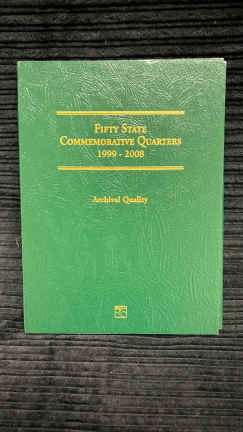 FIFTY STATE
COMMEMORATIVE QUARTERS
1999 - 2008
Archival Quality